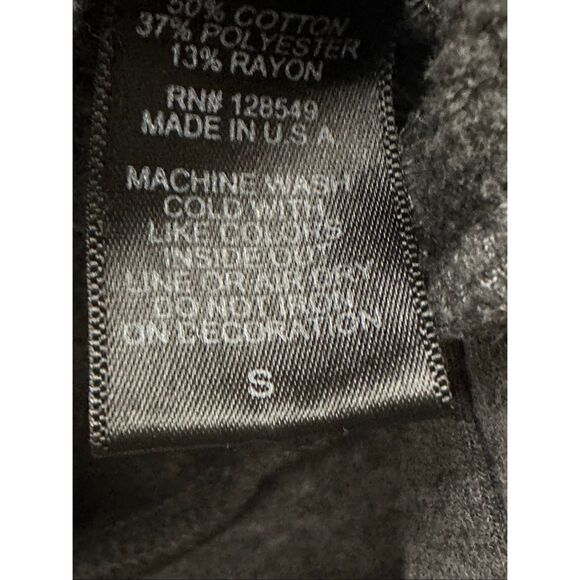 50% COTTON
37% POLYESTER
13% RAYON
RN# 128549
MADE IN U.S.A
MACHINE WASH
COLD WITH
LIKE COLORS
INSIDE OUT
LINE OR AIR DRY
DO NOT IRON
ON DECORATION
S